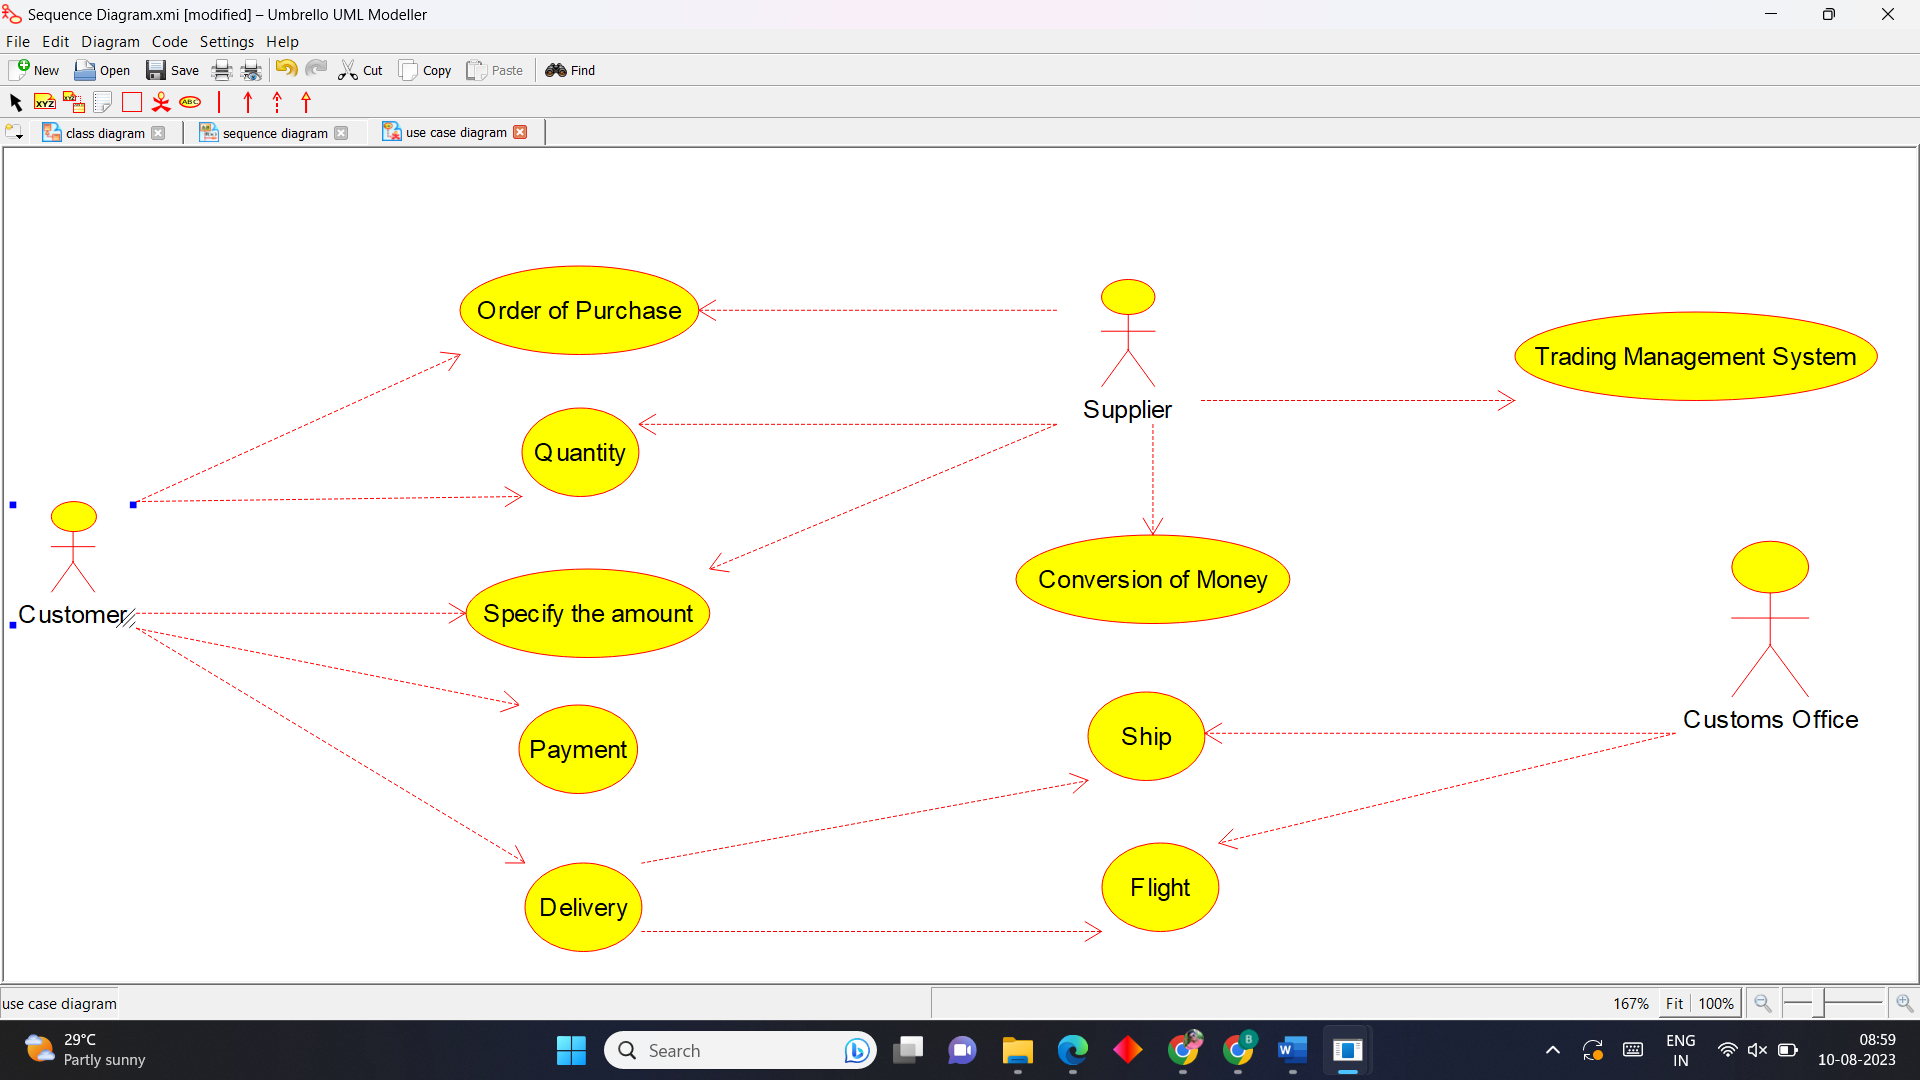 Sequence Diagram.xmi [modified] – Umbrello UML Modeller
File Edit Diagram Code Settings Help
New Open Save Cut Copy Paste Find
XYZ XYZ ABC
class diagram sequence diagram use case diagram
Order of Purchase
Trading Management System
Supplier
Quantity
Conversion of Money
Customer
Specify the amount
Customs Office
Ship
Payment
Flight
Delivery
use case diagram
167% Fit 100%
29°C
Partly sunny
Search
B
W
ENG
IN
08:59
10-08-2023